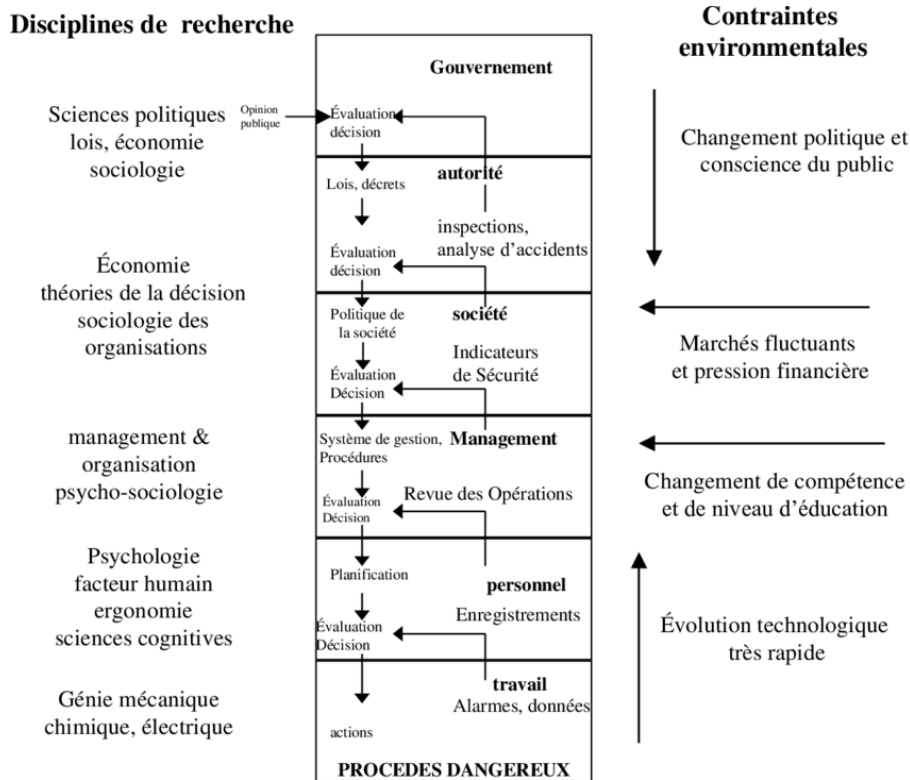 Disciplines de recherche
Contraintes
environmentales
Gouvernement
Sciences politiques
lois, économie
sociologie
Opinion
publique
Évaluation
décision
Changement politique et
conscience du public
autorité
Lois, décrets
inspections,
analyse d'accidents
Évaluation
décision
Économie
théories de la décision
sociologie des
organisations
société
Politique de
la société
Indicateurs
de Sécurité
Évaluation
Décision
Marchés fluctuants
et pression financière
management &
organisation
psycho-sociologie
Management
Système de gestion,
Procédures
Revue des Opérations
Évaluation
Décision
Changement de compétence
et de niveau d'éducation
Psychologie
facteur humain
ergonomie
sciences cognitives
Planification
personnel
Enregistrements
Évaluation
Décision
Évolution technologique
très rapide
Génie mécanique
chimique, électrique
travail
Alarmes, données
actions
PROCEDES DANGEREUX